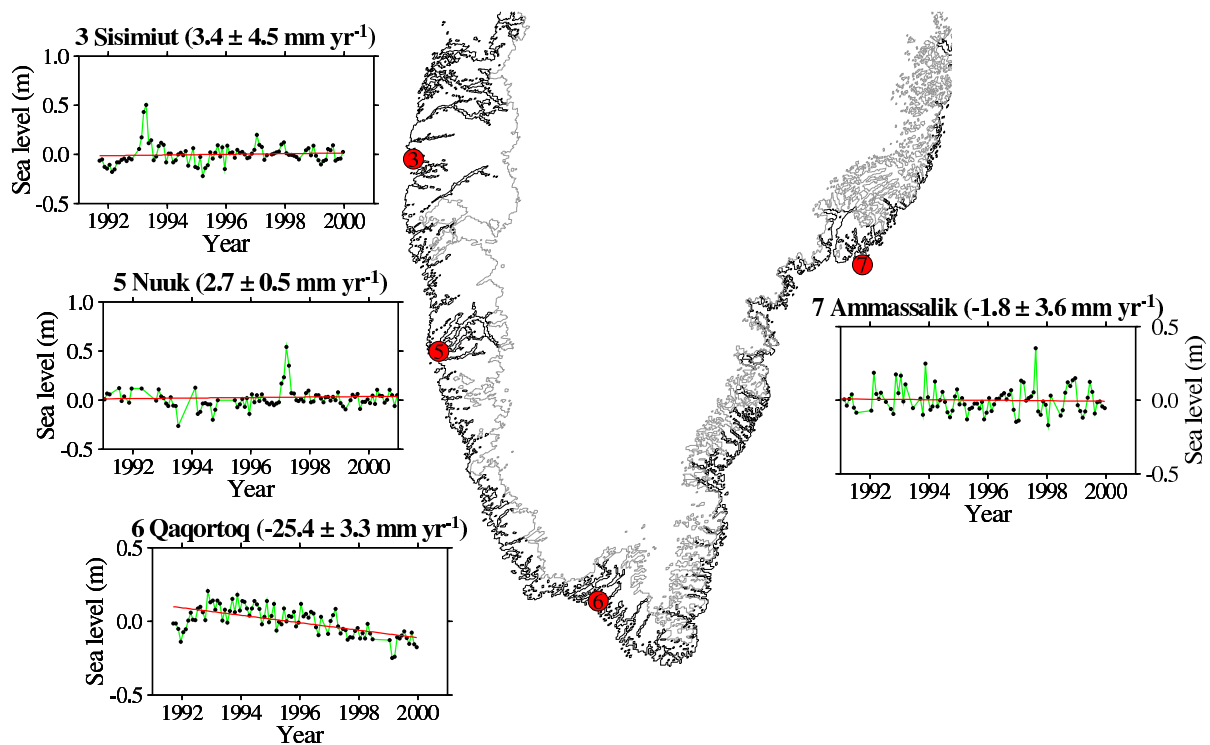 3 Sisimiut (3.4 ± 4.5 mm yr-1)
1.0
0.5
0.0
-0.5
Sea level (m)
1992 1994 1996 1998 2000
Year
5 Nuuk (2.7 ± 0.5 mm yr-1)
1.0
0.5
0.0
-0.5
Sea level (m)
1992 1994 1996 1998 2000
Year
6 Qaqortoq (-25.4 ± 3.3 mm yr-1)
0.5
0.0
-0.5
Sea level (m)
1992 1994 1996 1998 2000
Year
3
5
6
7
7 Ammassalik (-1.8 ± 3.6 mm yr-1)
0.5
0.0
-0.5
Sea level (m)
1992 1994 1996 1998 2000
Year